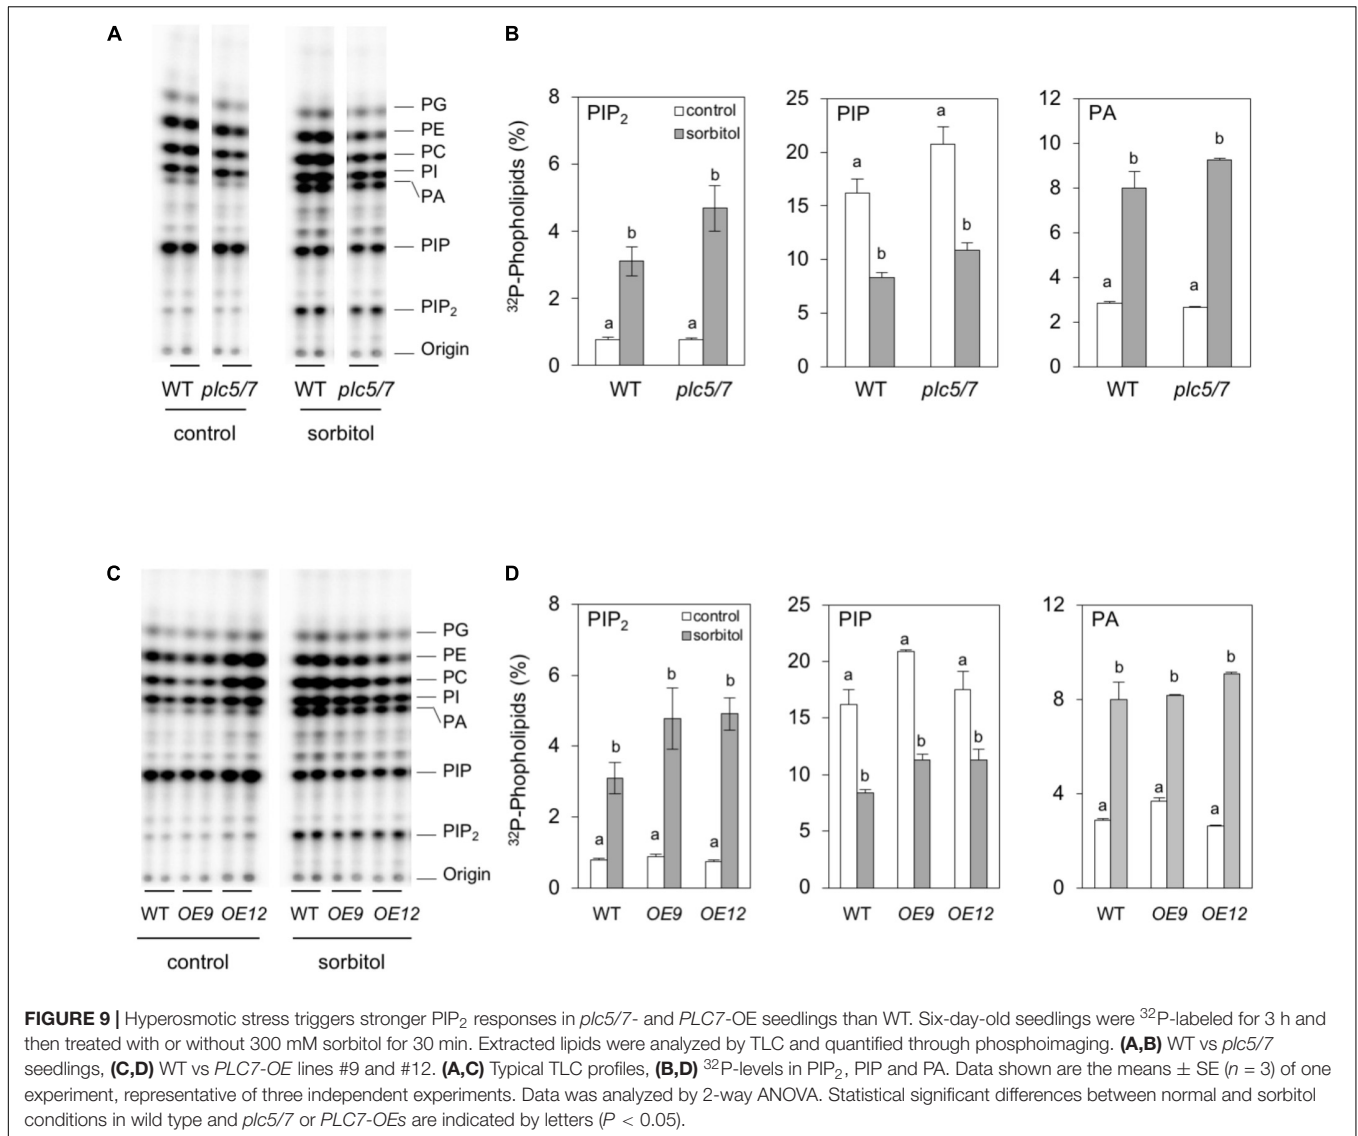 A
PG
PE
PC
PI
PA
PIP
PIP2
Origin
WT plc5/7 WT plc5/7
control sorbitol
B
32P-Phopholipids (%)
8
6
4
2
0
PIP2
control
sorbitol
a b a b
WT plc5/7
25
20
15
10
5
0
PIP
a b a b
WT plc5/7
12
10
8
6
4
2
0
PA
a b a b
WT plc5/7
C
PG
PE
PC
PI
PA
PIP
PIP2
Origin
WT OE9 OE12 WT OE9 OE12
control sorbitol
D
32P-Phopholipids (%)
8
6
4
2
0
PIP2
control
sorbitol
a b a b a b
WT OE9 OE12
25
20
15
10
5
0
PIP
a b a b a b
WT OE9 OE12
12
8
4
0
PA
a b a b a b
WT OE9 OE12
FIGURE 9 | Hyperosmotic stress triggers stronger PIP2 responses in plc5/7- and PLC7-OE seedlings than WT. Six-day-old seedlings were 32P-labeled for 3 h and
then treated with or without 300 mM sorbitol for 30 min. Extracted lipids were analyzed by TLC and quantified through phosphoimaging. (A,B) WT vs plc5/7
seedlings, (C,D) WT vs PLC7-OE lines #9 and #12. (A,C) Typical TLC profiles, (B,D) 32P-levels in PIP2, PIP and PA. Data shown are the means ± SE (n = 3) of one
experiment, representative of three independent experiments. Data was analyzed by 2-way ANOVA. Statistical significant differences between normal and sorbitol
conditions in wild type and plc5/7 or PLC7-OEs are indicated by letters (P < 0.05).